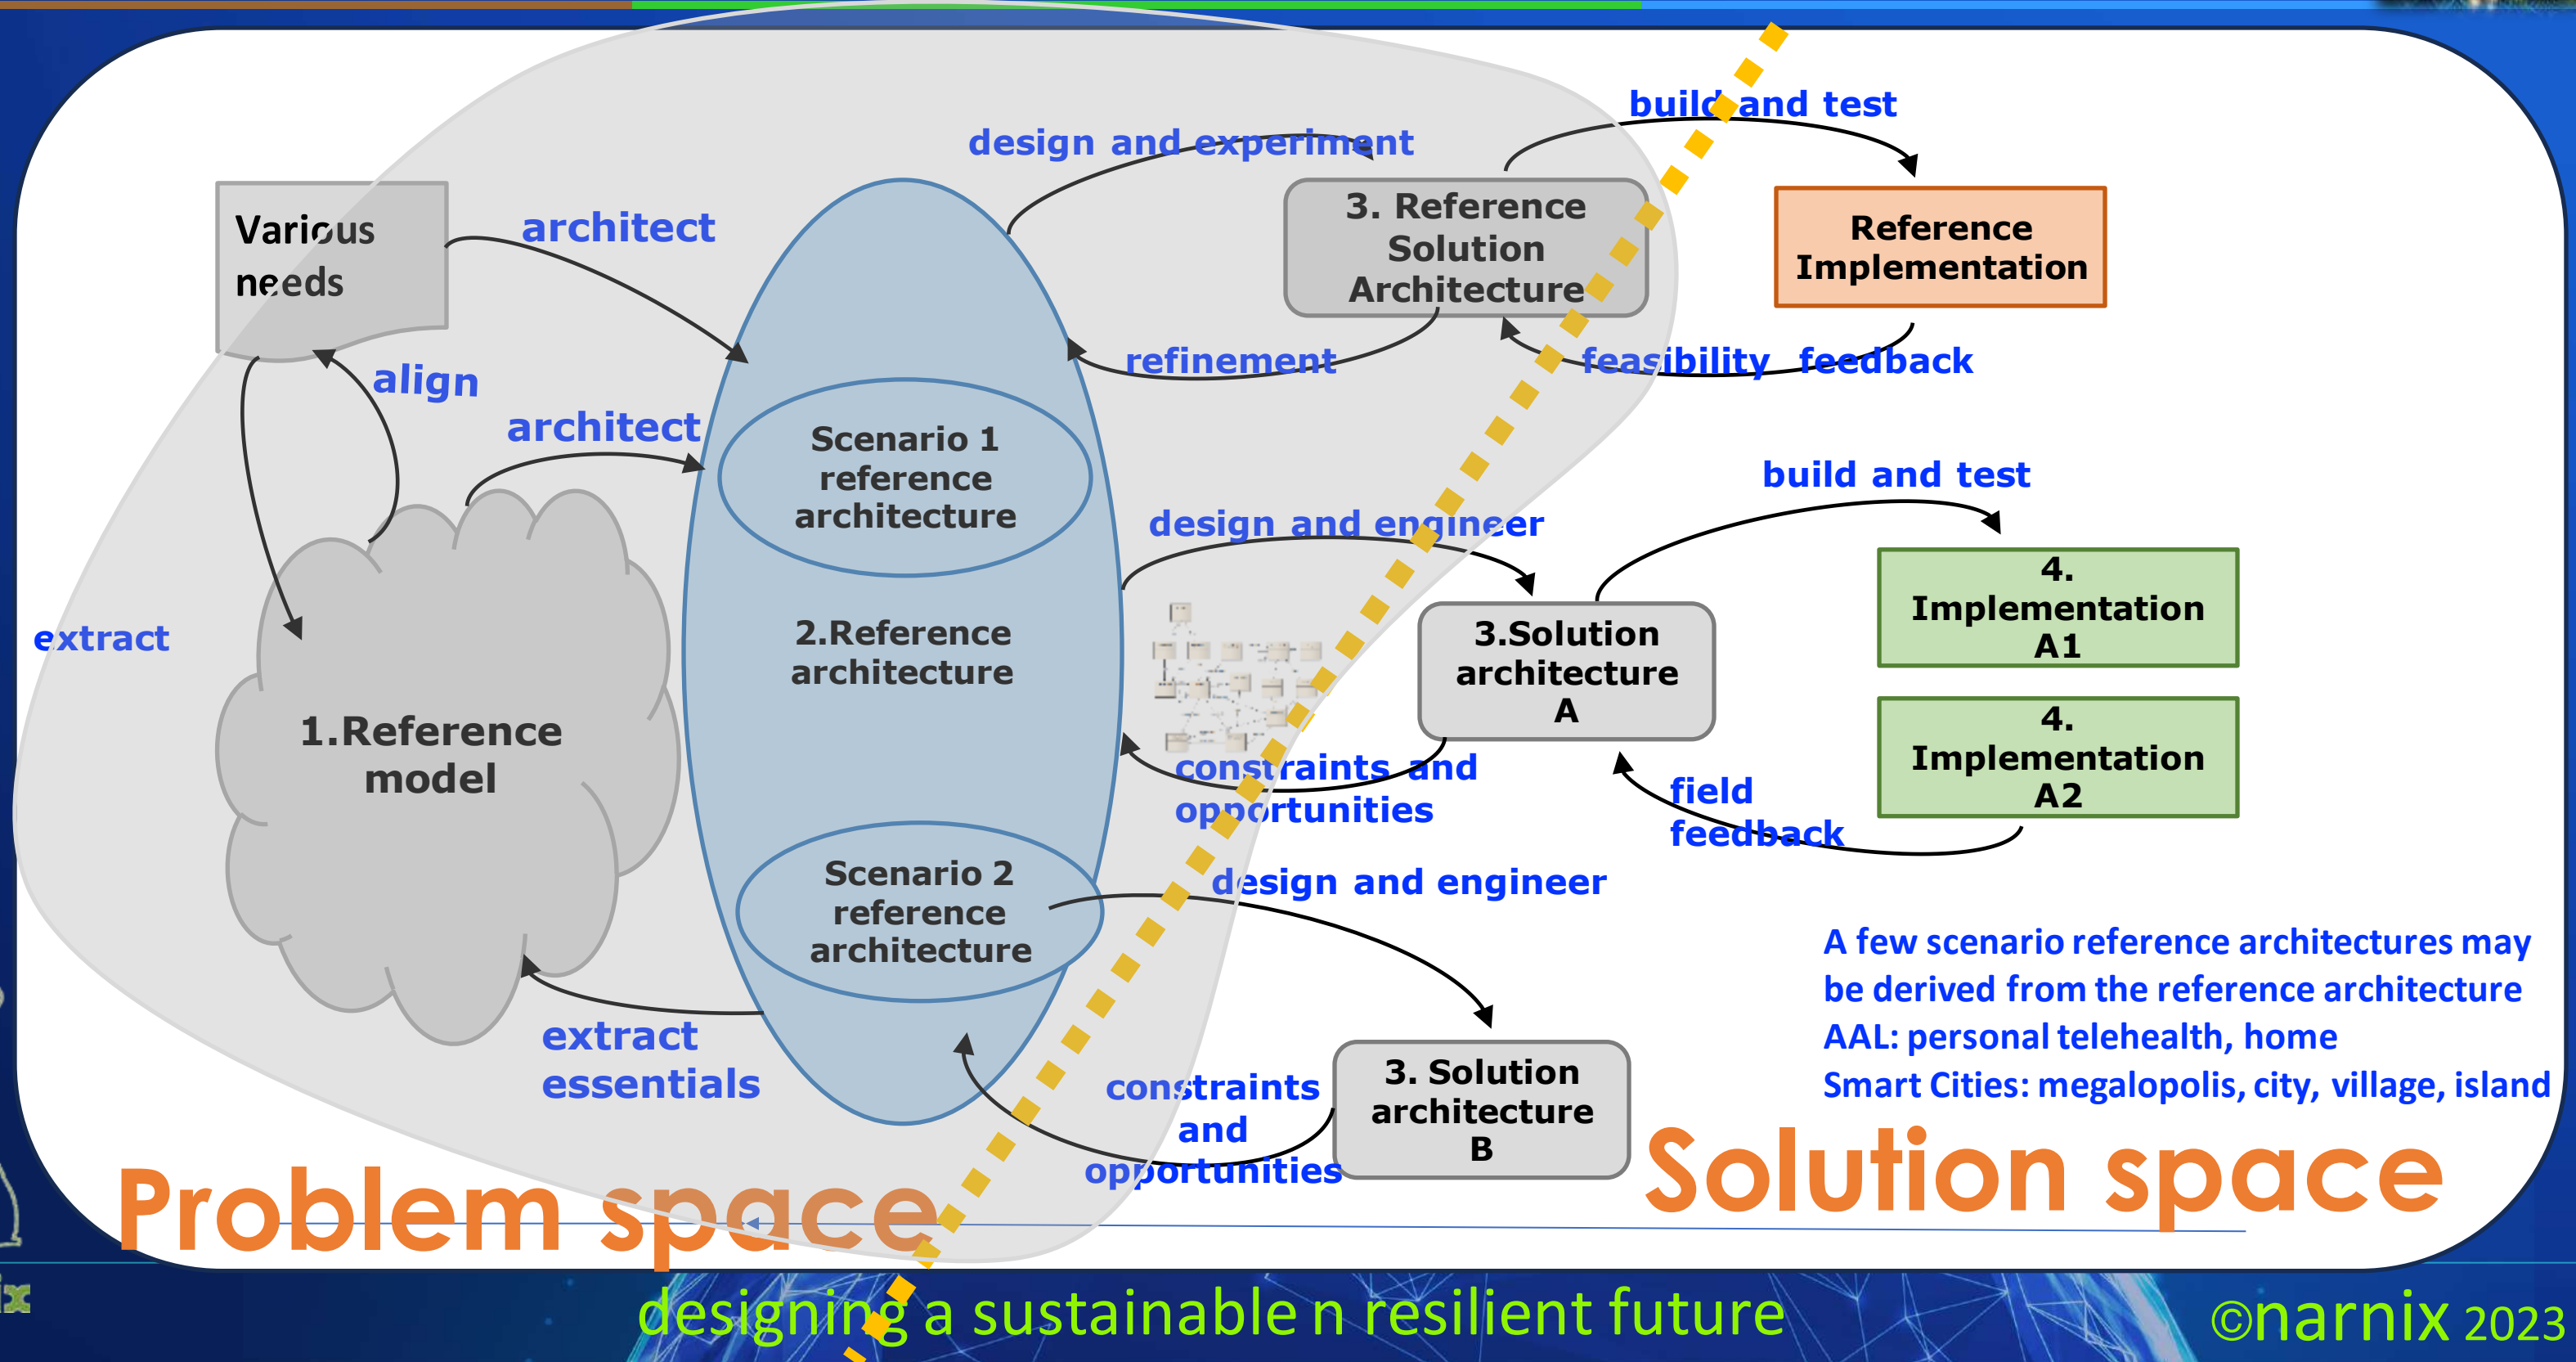 build and test
design and experiment
Various
needs
architect
3. Reference
Solution
Architecture
Reference
Implementation
align
refinement
feasibility feedback
architect
Scenario 1
reference
architecture
build and test
design and engineer
4.
Implementation
A1
extract
2.Reference
architecture
3.Solution
architecture
A
1.Reference
model
4.
Implementation
A2
constraints and
opportunities
field
feedback
Scenario 2
reference
architecture
design and engineer
A few scenario reference architectures may
be derived from the reference architecture
AAL: personal telehealth, home
Smart Cities: megalopolis, city, village, island
extract
essentials
constraints
and
opportunities
3. Solution
architecture
B
Problem space
Solution space
designing a sustainable n resilient future
©narnix 2023